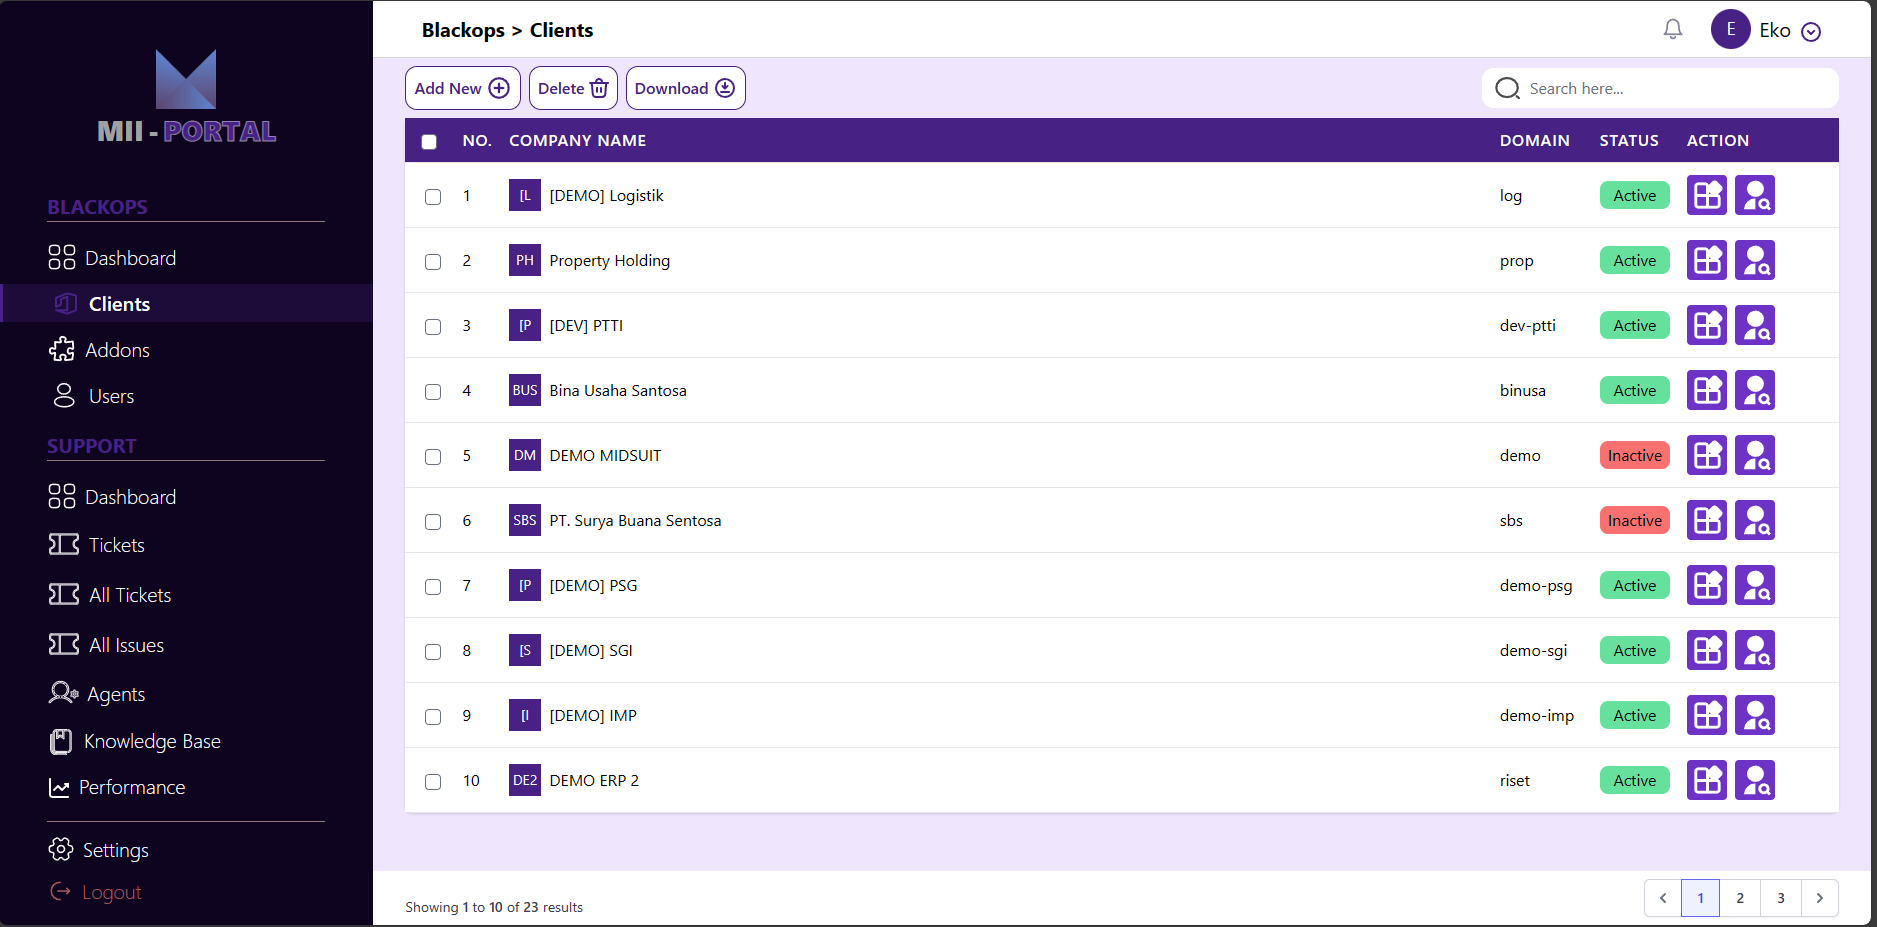 MII - PORTAL
BLACKOPS
Dashboard
Clients
Addons
Users
SUPPORT
Dashboard
Tickets
All Tickets
All Issues
Agents
Knowledge Base
Performance
Settings
Logout
Blackops > Clients
E Eko
Add New Delete Download Search here...
NO. COMPANY NAME DOMAIN STATUS ACTION
1 [L [DEMO] Logistik log Active
2 PH Property Holding prop Active
3 [P [DEV] PTTI dev-ptti Active
4 BUS Bina Usaha Santosa binusa Active
5 DM DEMO MIDSUIT demo Inactive
6 SBS PT. Surya Buana Sentosa sbs Inactive
7 [P [DEMO] PSG demo-psg Active
8 [S [DEMO] SGI demo-sgi Active
9 [I [DEMO] IMP demo-imp Active
10 DE2 DEMO ERP 2 riset Active
Showing 1 to 10 of 23 results
1 2 3